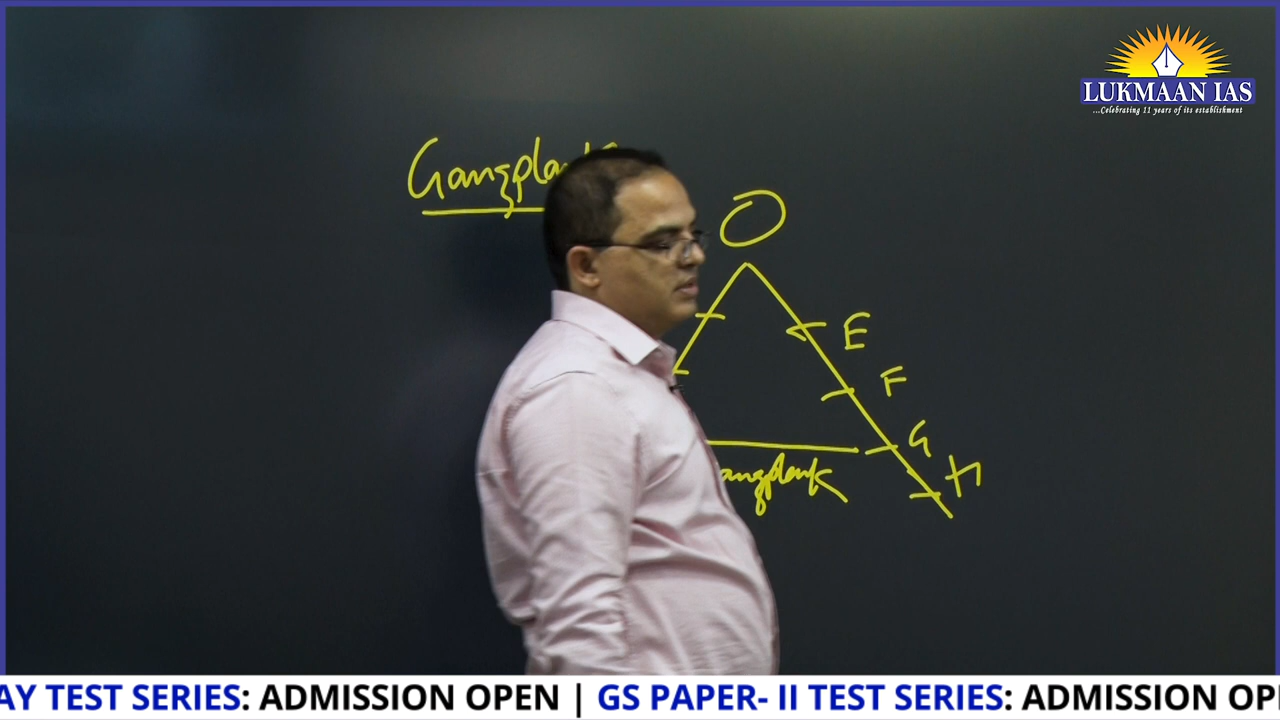 LUKMAAN IAS
...Celebrating 11 years of its establishment
O
E
F
G
H
AY TEST SERIES: ADMISSION OPEN | GS PAPER- II TEST SERIES: ADMISSION OPE